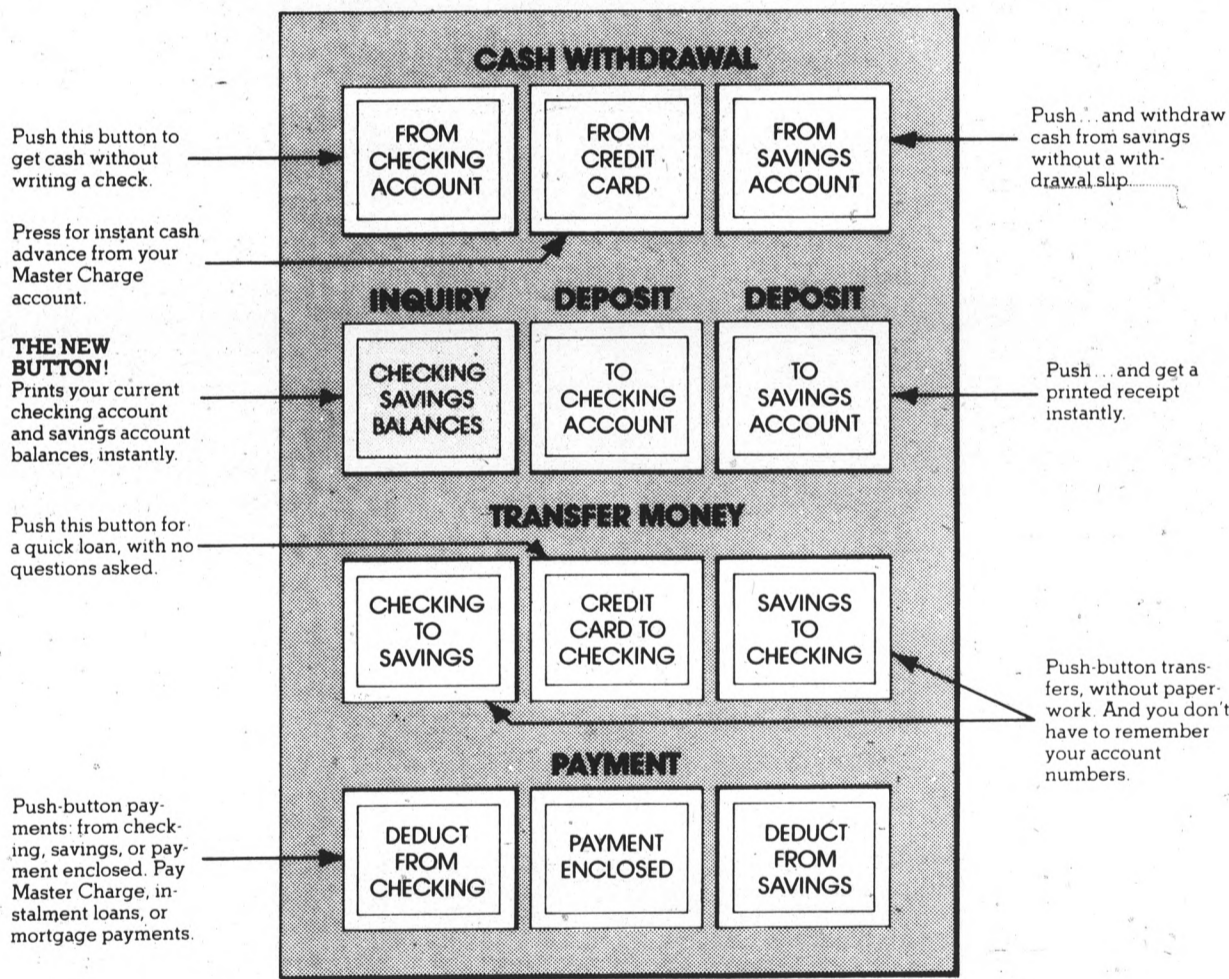 CASH WITHDRAWAL
FROM
CHECKING
ACCOUNT
FROM
CREDIT
CARD
FROM
SAVINGS
ACCOUNT
Push this button to
get cash without
writing a check.
Push...and withdraw
cash from savings
without a with-
drawal slip.
Press for instant cash
advance from your
Master Charge
account.
INQUIRY
DEPOSIT
DEPOSIT
CHECKING
SAVINGS
BALANCES
TO
CHECKING
ACCOUNT
TO
SAVINGS
ACCOUNT
THE NEW
BUTTON!
Prints your current
checking account
and savings account
balances, instantly.
Push...and get a
printed receipt
instantly.
TRANSFER MONEY
Push this button for
a quick loan, with no
questions asked.
CHECKING
TO
SAVINGS
CREDIT
CARD TO
CHECKING
SAVINGS
TO
CHECKING
Push-button trans-
fers, without paper-
work. And you don't
have to remember
your account
numbers.
PAYMENT
Push-button pay-
ments: from check-
ing, savings, or pay-
ment enclosed. Pay
Master Charge, in-
stalment loans, or
mortgage payments.
DEDUCT
FROM
CHECKING
PAYMENT
ENCLOSED
DEDUCT
FROM
SAVINGS